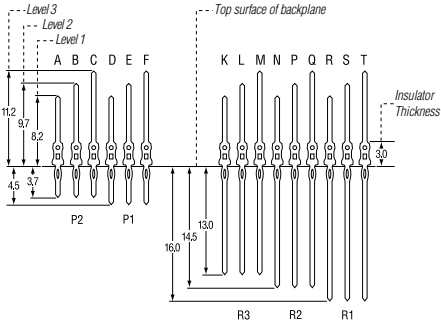 Level 3
Top surface of backplane
Level 2
Level 1
A B C D E F
K L M N P Q R S T
Insulator
Thickness
11.2
9.7
8.2
3.0
4.5
3.7
13.0
14.5
16.0
P2 P1
R3 R2 R1